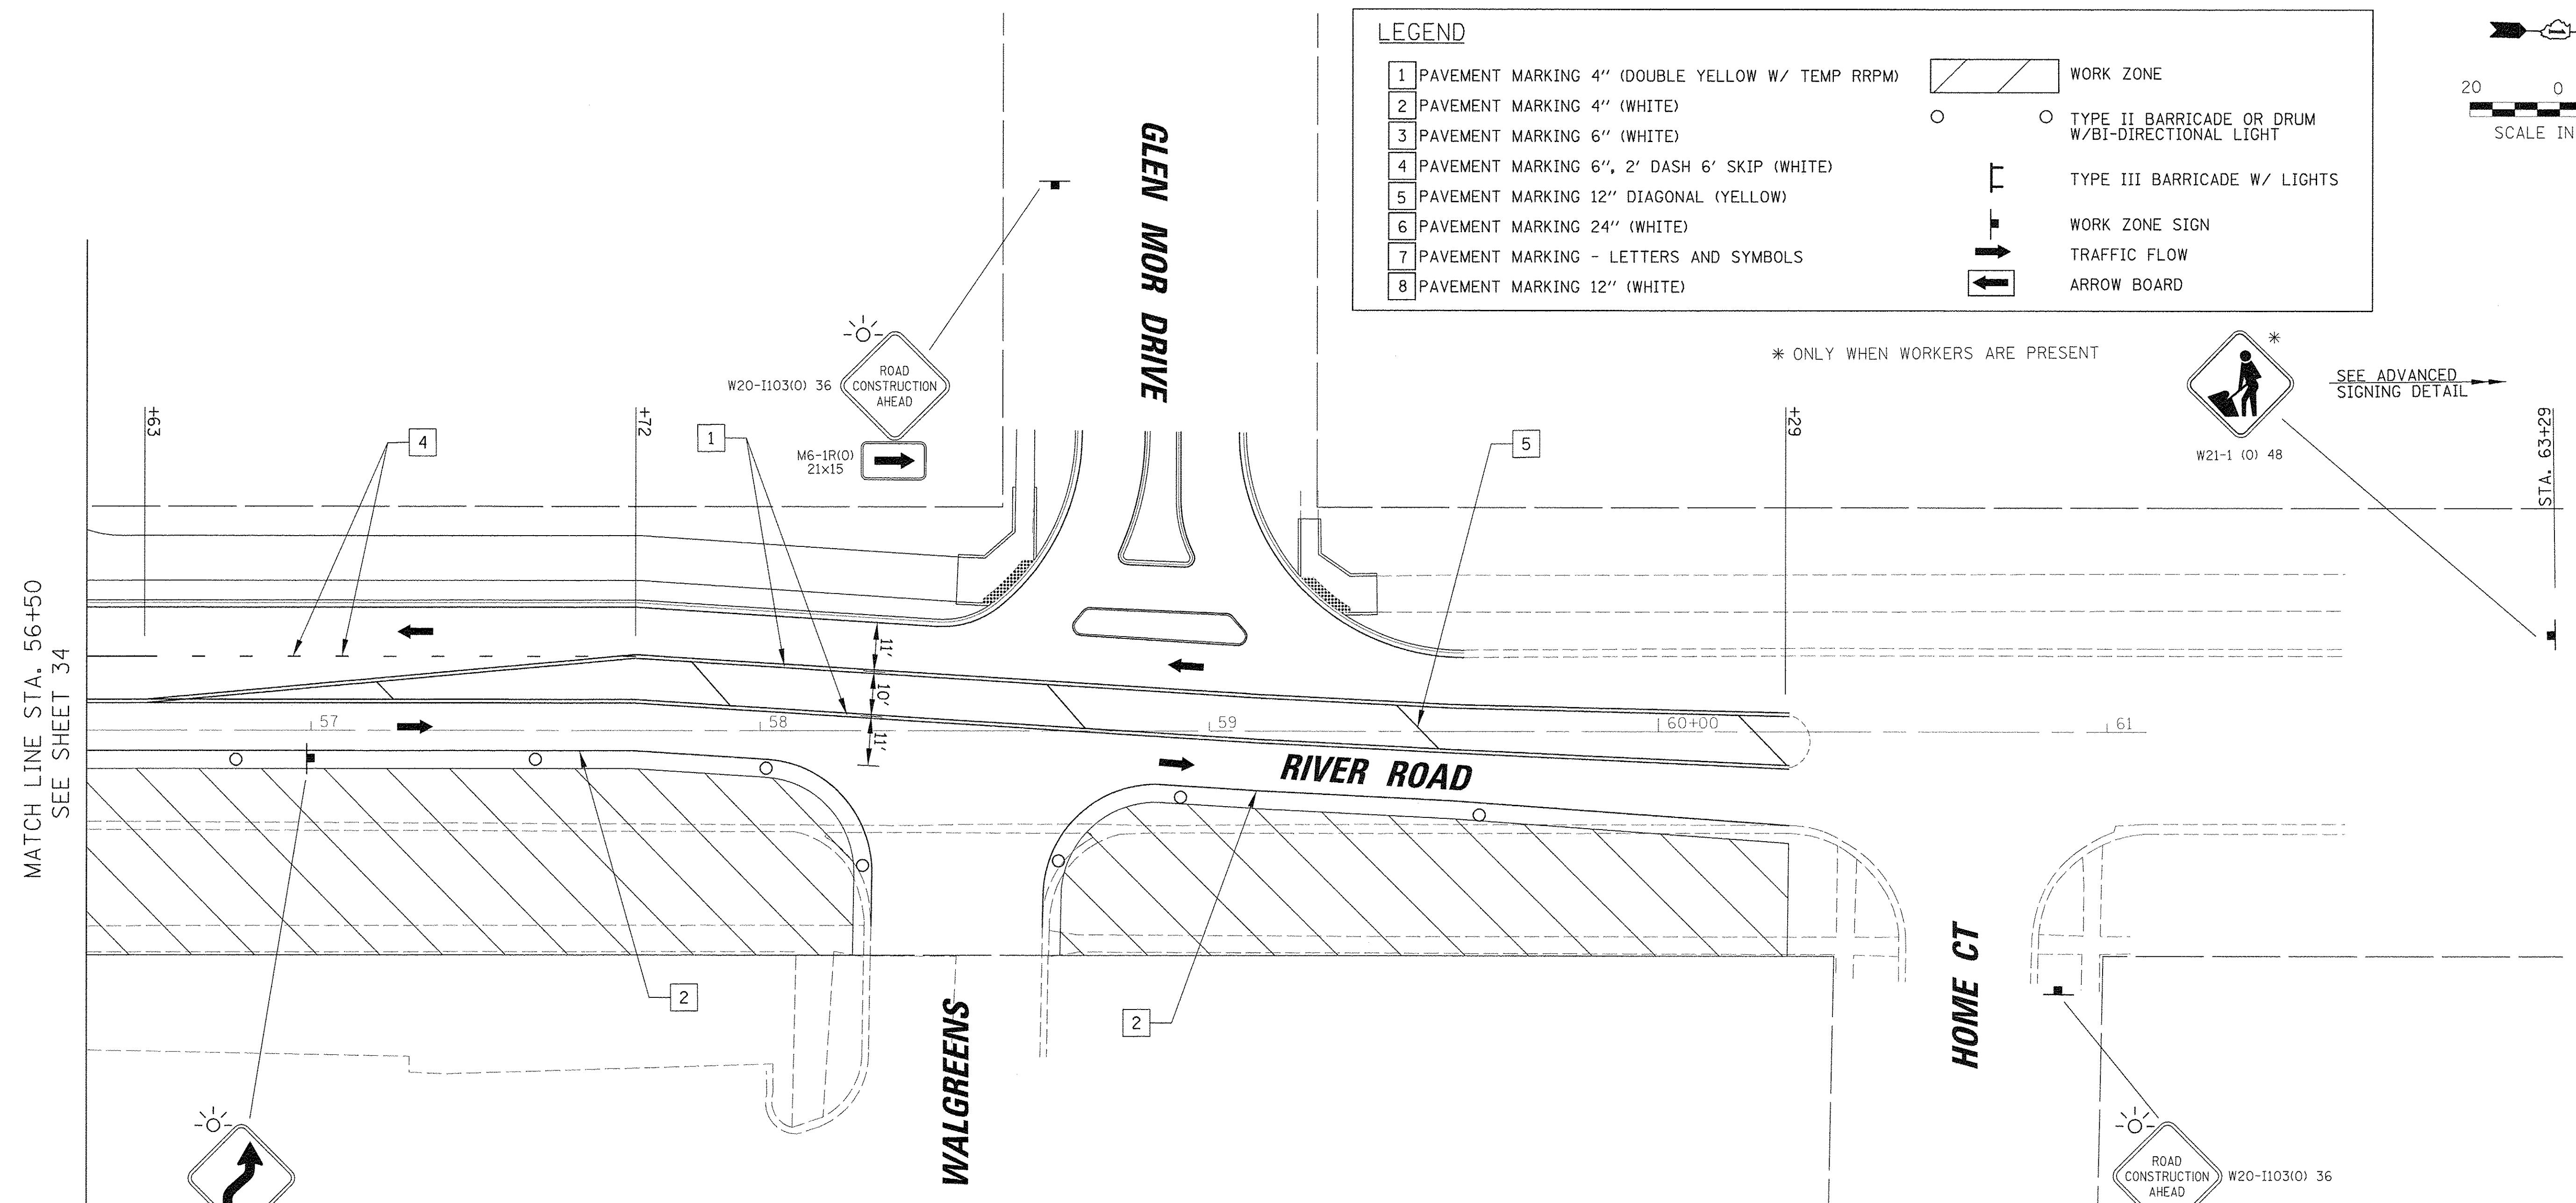 LEGEND
1 PAVEMENT MARKING 4" (DOUBLE YELLOW W/ TEMP RRPM)
2 PAVEMENT MARKING 4" (WHITE)
3 PAVEMENT MARKING 6" (WHITE)
4 PAVEMENT MARKING 6", 2' DASH 6' SKIP (WHITE)
5 PAVEMENT MARKING 12" DIAGONAL (YELLOW)
6 PAVEMENT MARKING 24" (WHITE)
7 PAVEMENT MARKING - LETTERS AND SYMBOLS
8 PAVEMENT MARKING 12" (WHITE)
WORK ZONE
TYPE II BARRICADE OR DRUM
W/BI-DIRECTIONAL LIGHT
TYPE III BARRICADE W/ LIGHTS
WORK ZONE SIGN
TRAFFIC FLOW
ARROW BOARD
20 0
SCALE IN
GLEN MOR DRIVE
* ONLY WHEN WORKERS ARE PRESENT
*
SEE ADVANCED
SIGNING DETAIL
W21-1 (O) 48
W20-I103(O) 36
ROAD
CONSTRUCTION
AHEAD
M6-1R(O)
21x15
+63
+72
+29
STA. 63+29
4
1
5
MATCH LINE STA. 56+50
SEE SHEET 34
11'
10'
11'
57
58
59
60+00
61
RIVER ROAD
2
2
WALGREENS
HOME CT
ROAD
CONSTRUCTION
AHEAD
W20-I103(O) 36